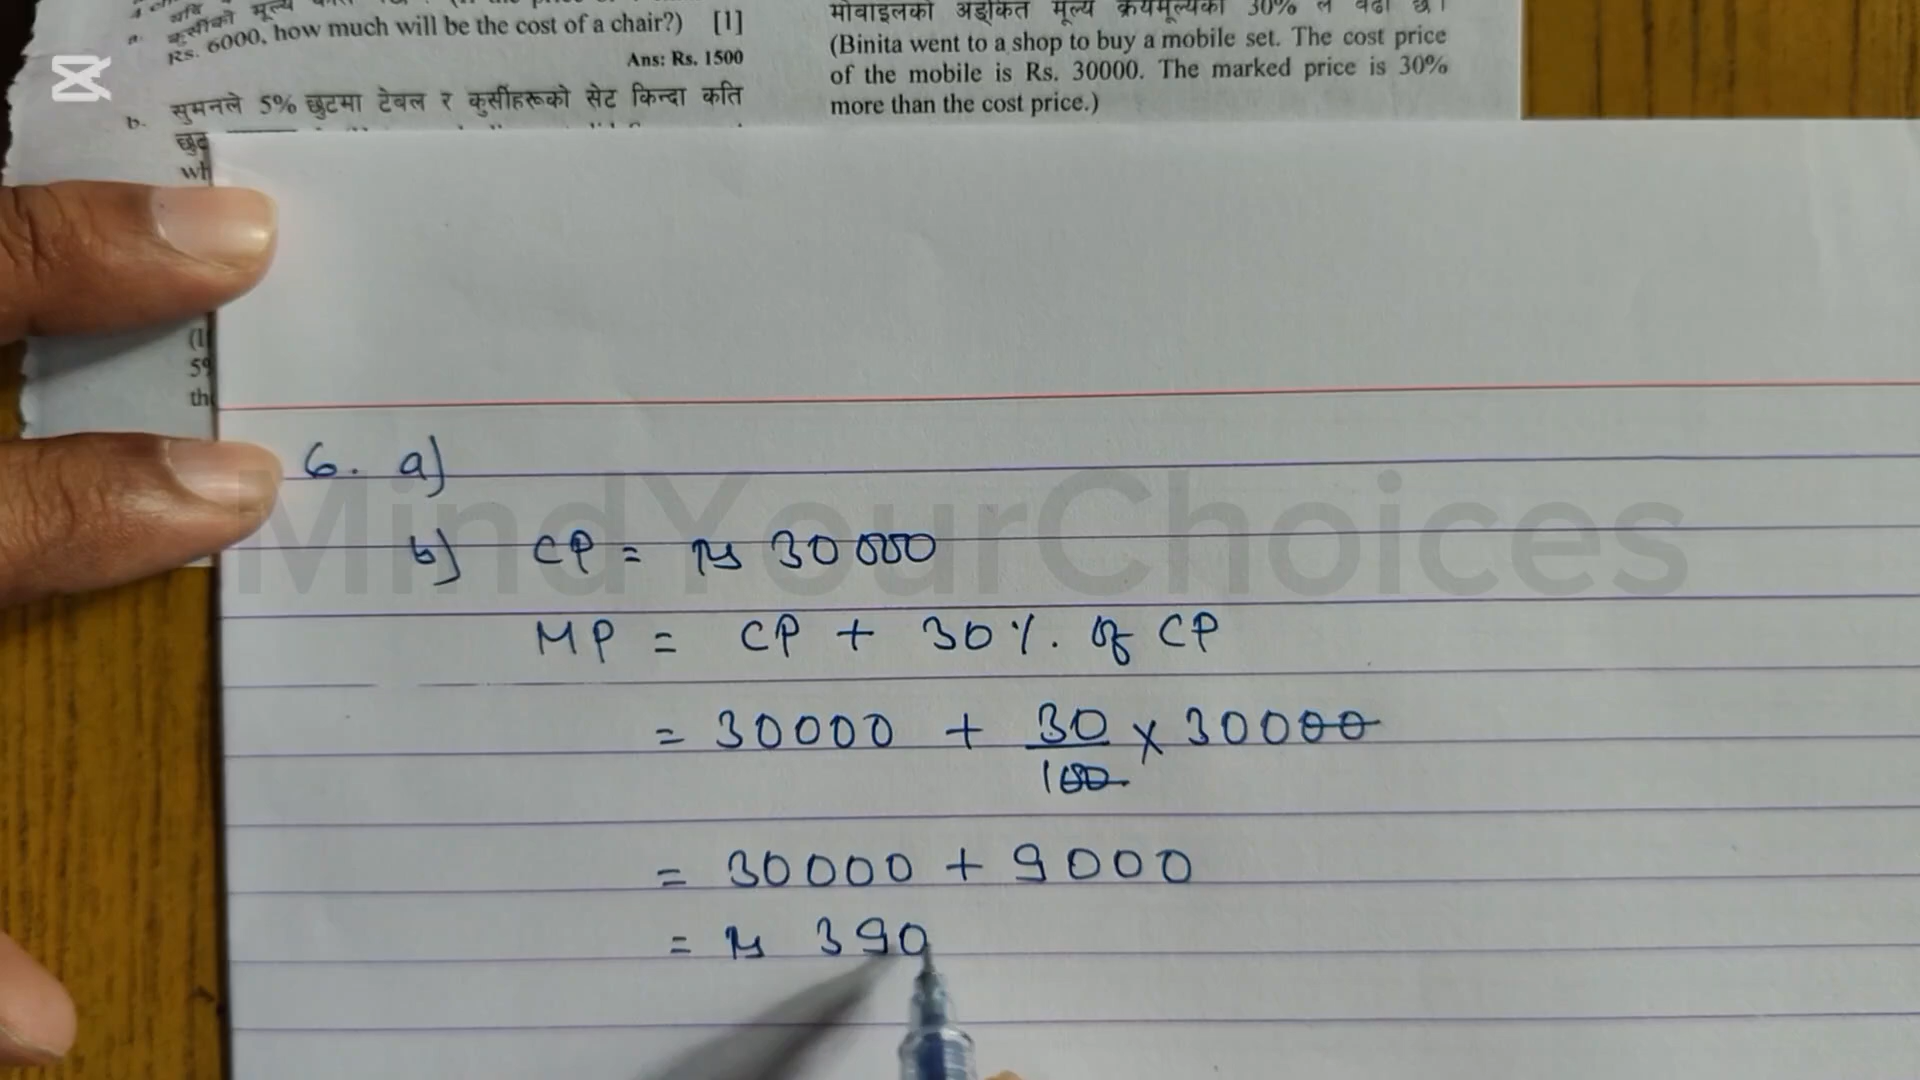 कुर्सीको मूल्य
Rs. 6000, how much will be the cost of a chair?) [1]
Ans: Rs. 1500
b. सुमनले 5% छुटमा टेबल र कुर्सीहरूको सेट किन्दा कति
छुट
wh
(I
5%
th
मोबाइलको अङ्कित मूल्य क्रयमूल्यको 30% ले बढी छ।
(Binita went to a shop to buy a mobile set. The cost price
of the mobile is Rs. 30000. The marked price is 30%
more than the cost price.)
6. a)
b) CP = Rs 30000
MP = CP + 30%. of CP
= 30000 + 30/100 × 30000
= 30000 + 9000
= Rs 390
MindYourChoices